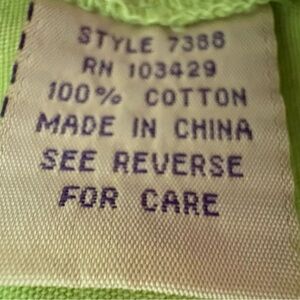 STYLE 7388
RN 103429
100% COTTON
MADE IN CHINA
SEE REVERSE
FOR CARE